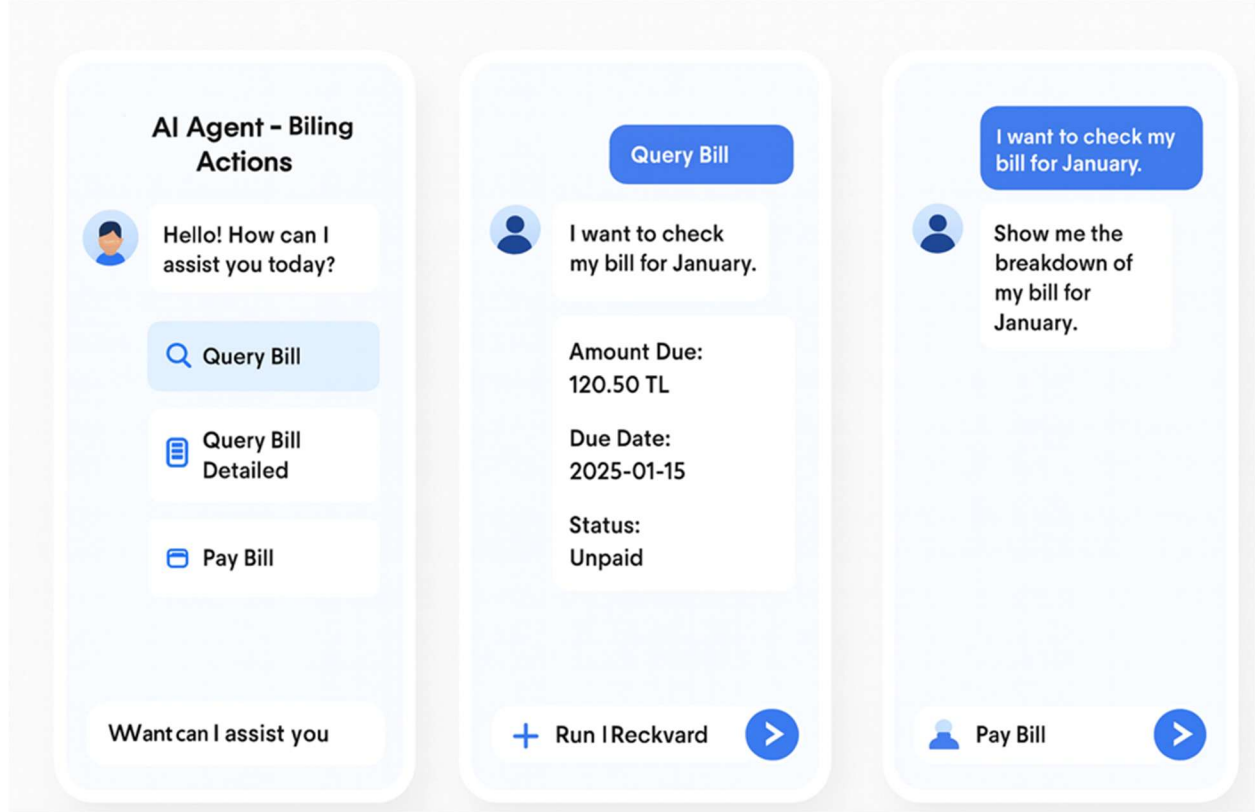 AI Agent - Biling
Actions
Hello! How can I
assist you today?
Query Bill
Query Bill
Detailed
Pay Bill
WWant can I assist you
Query Bill
I want to check
my bill for January.
Amount Due:
120.50 TL
Due Date:
2025-01-15
Status:
Unpaid
Run I Reckvard
I want to check my
bill for January.
Show me the
breakdown of
my bill for
January.
Pay Bill